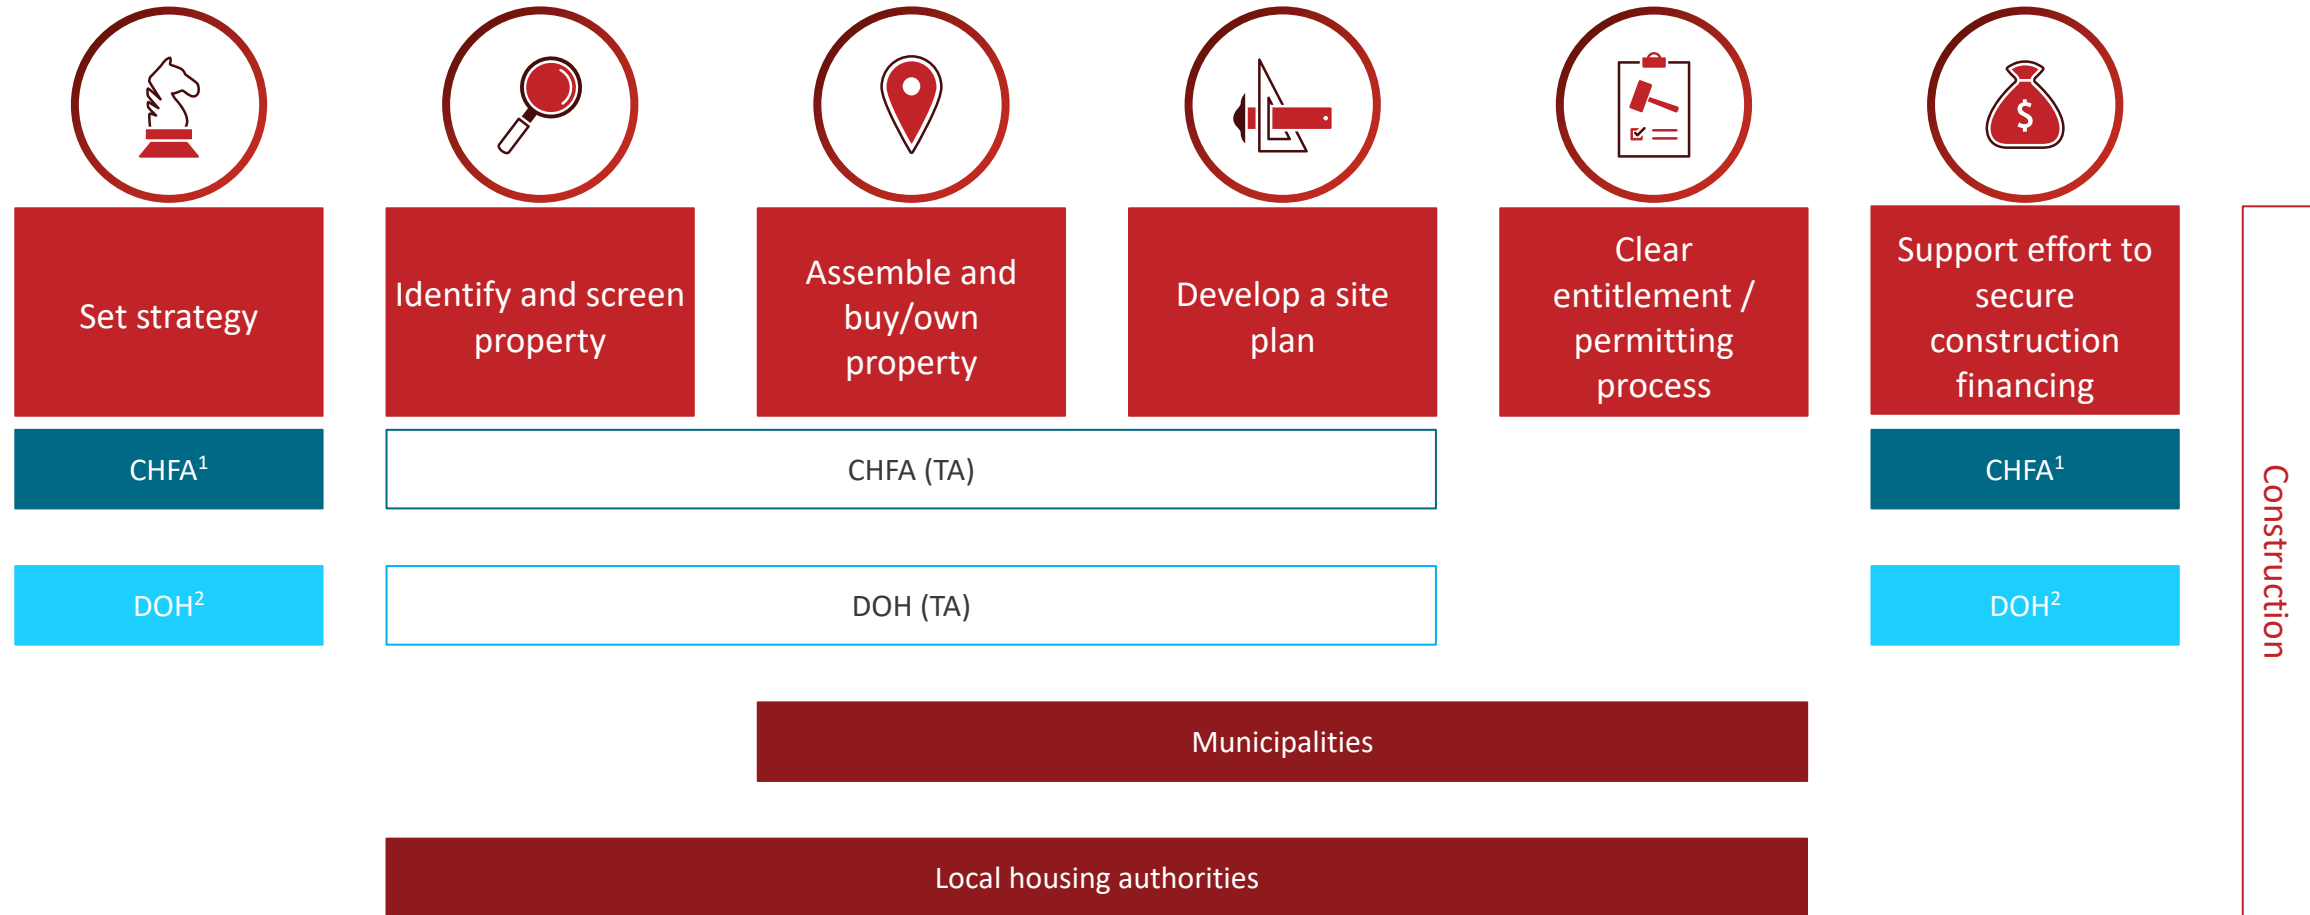 Set strategy
Identify and screen
property
Assemble and
buy/own
property
Develop a site
plan
Clear
entitlement /
permitting
process
Support effort to
secure
construction
financing
CHFA¹
CHFA (TA)
CHFA¹
DOH²
DOH (TA)
DOH²
Municipalities
Local housing authorities
Construction
$